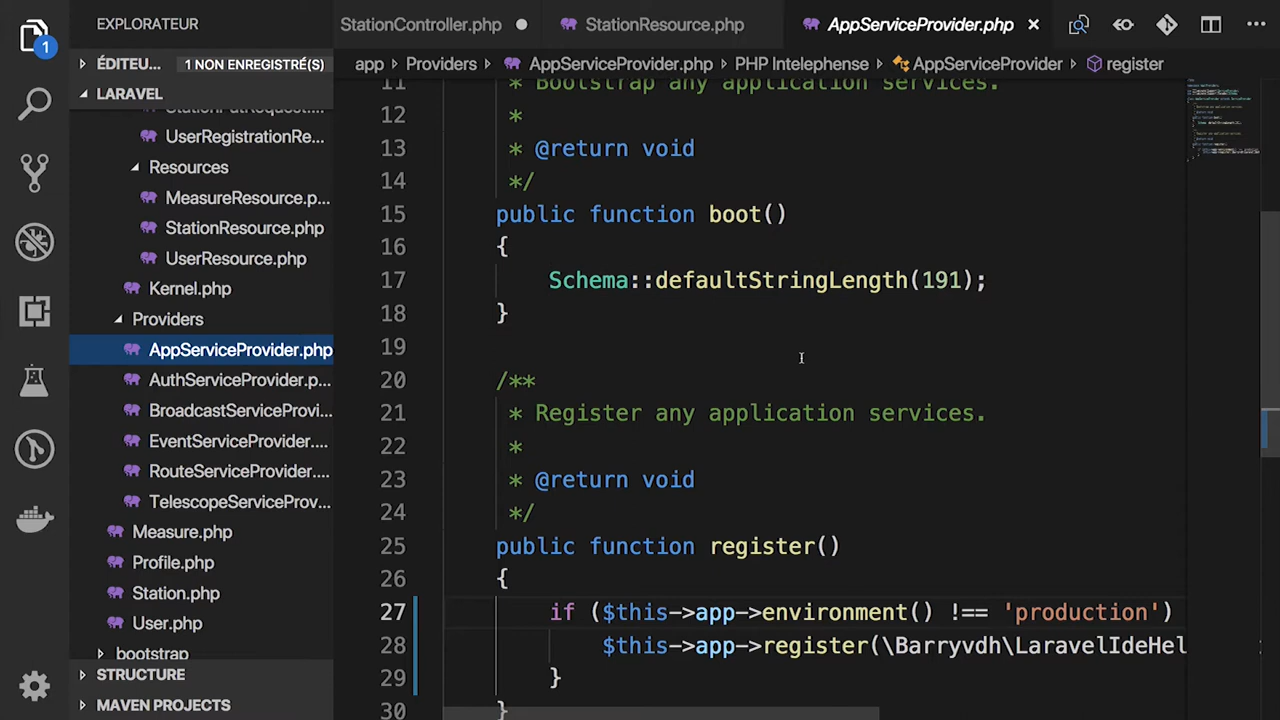 EXPLORATEUR
StationController.php
StationResource.php
AppServiceProvider.php
1
ÉDITEU... 1 NON ENREGISTRÉ(S)
app Providers AppServiceProvider.php PHP Intelephense AppServiceProvider register
LARAVEL
UserRegistrationRe...
Resources
MeasureResource.p...
StationResource.php
UserResource.php
Kernel.php
Providers
AppServiceProvider.php
AuthServiceProvider.p...
BroadcastServiceProvi...
EventServiceProvider....
RouteServiceProvider....
TelescopeServiceProv...
Measure.php
Profile.php
Station.php
User.php
bootstrap
STRUCTURE
MAVEN PROJECTS
11 * Bootstrap any application services.
12 *
13 * @return void
14 */
15 public function boot()
16 {
17 Schema::defaultStringLength(191);
18 }
19
20 /**
21 * Register any application services.
22 *
23 * @return void
24 */
25 public function register()
26 {
27 if ($this->app->environment() !== 'production')
28 $this->app->register(\Barryvdh\LaravelIdeHel
29 }
30 }